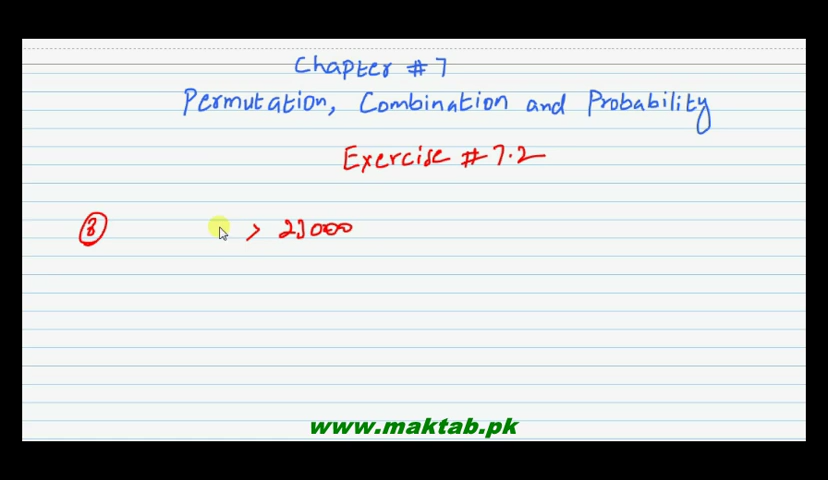 Chapter # 7
Permutation, Combination and Probability
Exercise # 7.2
8 > 23000
www.maktab.pk